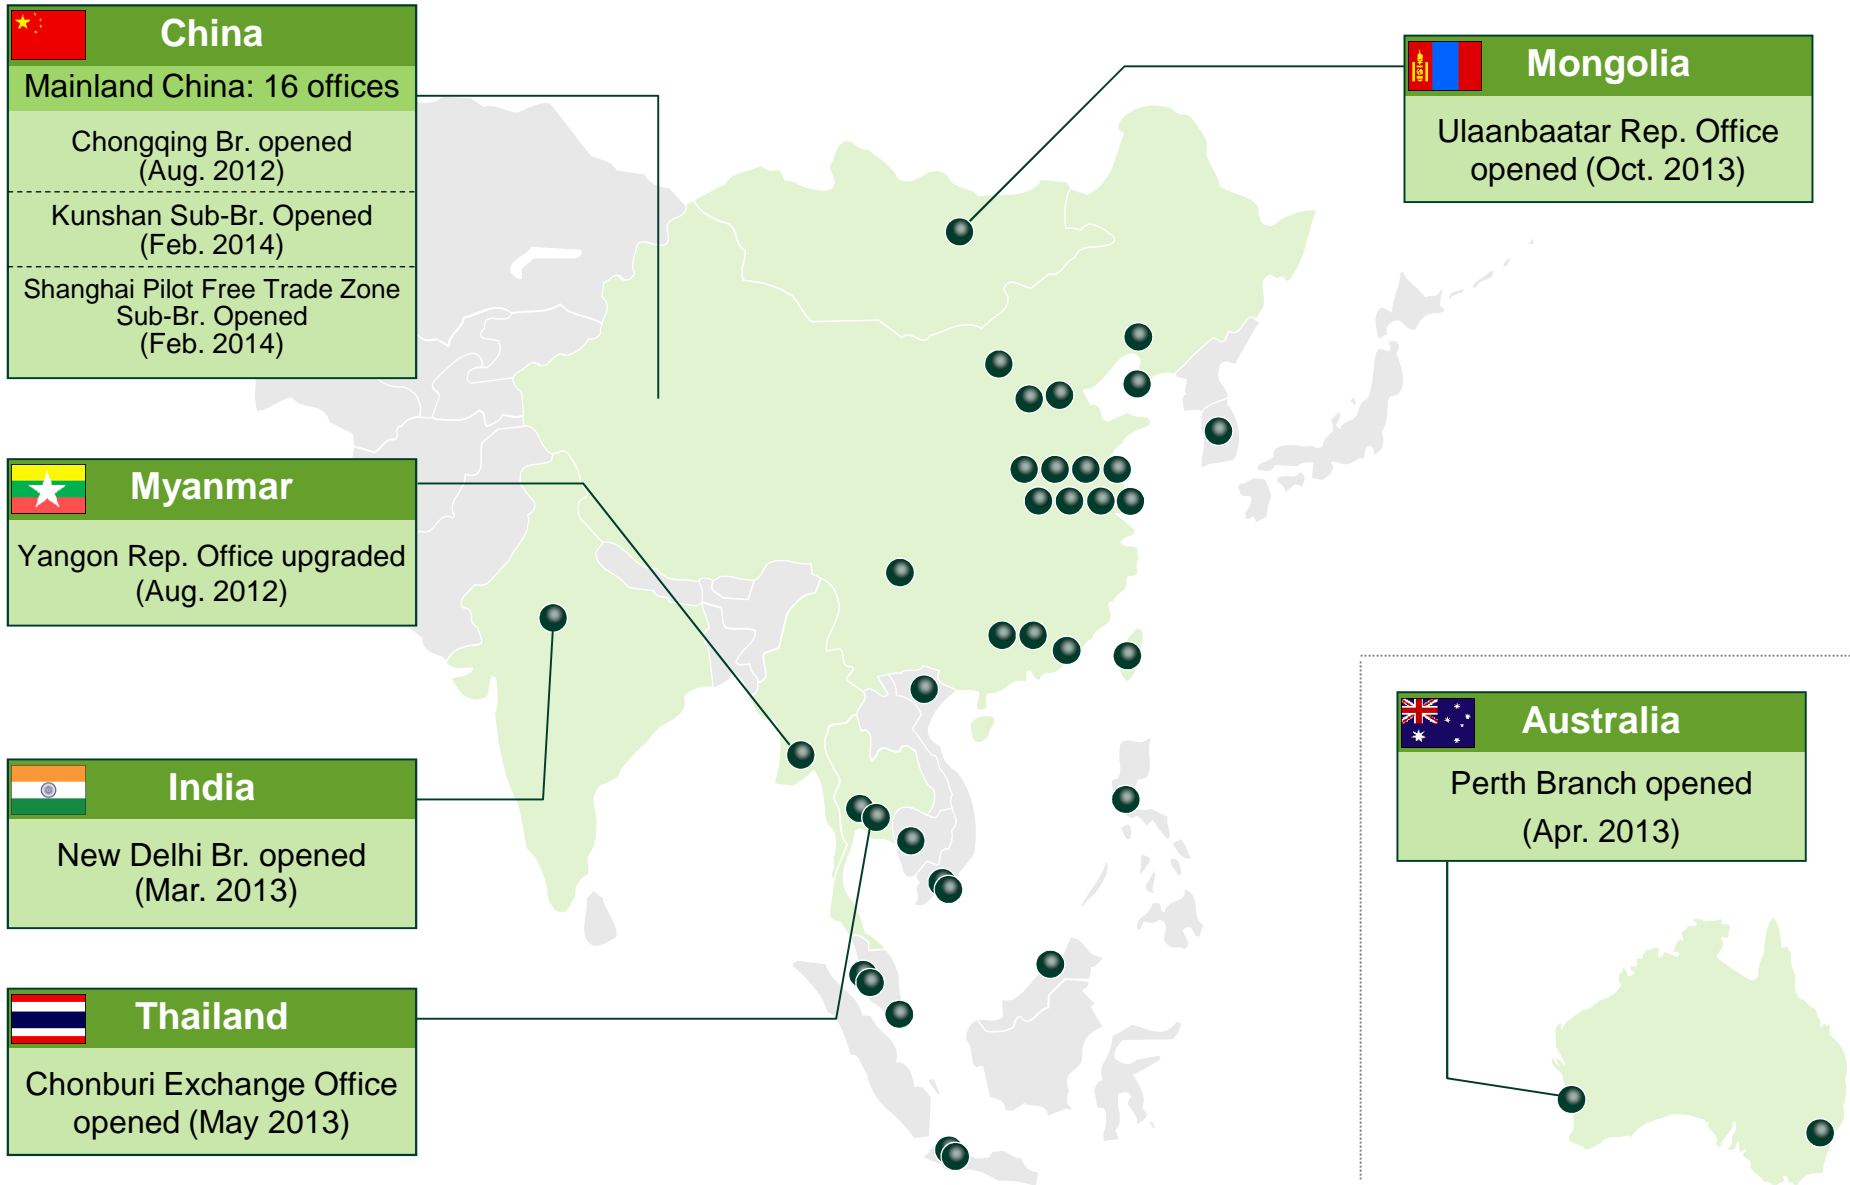 China
Mainland China: 16 offices
Chongqing Br. opened
(Aug. 2012)
Kunshan Sub-Br. Opened
(Feb. 2014)
Shanghai Pilot Free Trade Zone
Sub-Br. Opened
(Feb. 2014)
Mongolia
Ulaanbaatar Rep. Office
opened (Oct. 2013)
Myanmar
Yangon Rep. Office upgraded
(Aug. 2012)
India
New Delhi Br. opened
(Mar. 2013)
Thailand
Chonburi Exchange Office
opened (May 2013)
Australia
Perth Branch opened
(Apr. 2013)